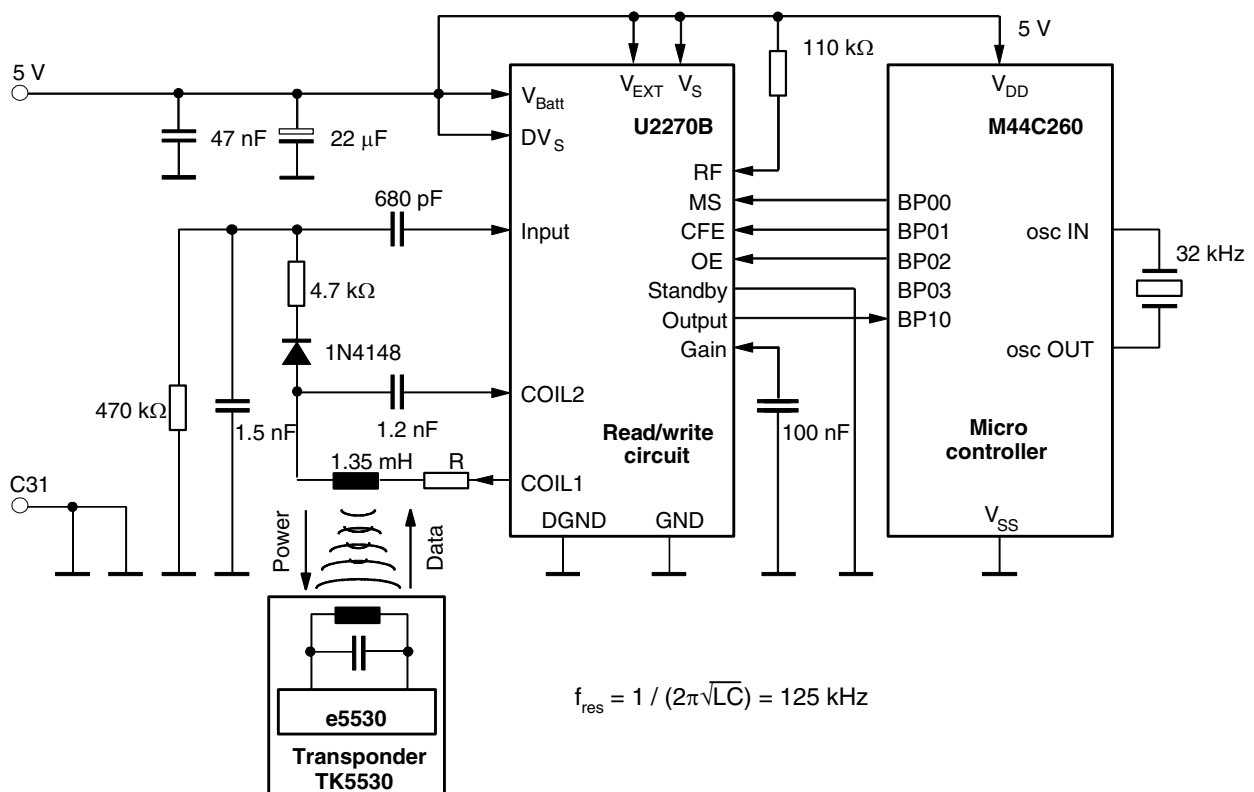 5 V
110 kΩ
5 V
47 nF
22 µF
680 pF
4.7 kΩ
1N4148
470 kΩ
1.5 nF
1.2 nF
1.35 mH
R
C31
Power
Data
V_Batt
DV_S
V_EXT
V_S
U2270B
RF
MS
Input
CFE
OE
Standby
Output
Gain
COIL2
Read/write
circuit
COIL1
DGND
GND
100 nF
V_DD
M44C260
BP00
BP01
osc IN
BP02
BP03
BP10
osc OUT
Micro
controller
V_SS
32 kHz
e5530
Transponder
TK5530
f_res = 1 / (2π√LC) = 125 kHz